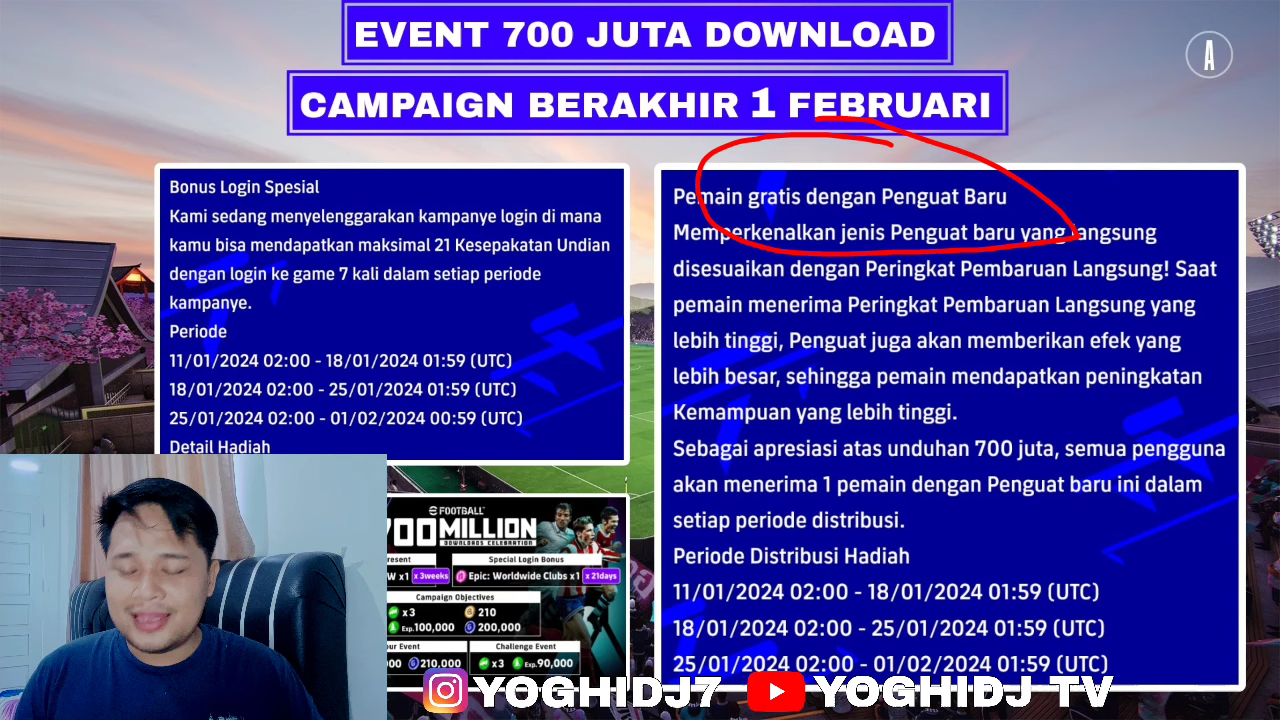 EVENT 700 JUTA DOWNLOAD
CAMPAIGN BERAKHIR 1 FEBRUARI
A
Bonus Login Spesial
Kami sedang menyelenggarakan kampanye login di mana
kamu bisa mendapatkan maksimal 21 Kesepakatan Undian
dengan login ke game 7 kali dalam setiap periode
kampanye.
Periode
11/01/2024 02:00 - 18/01/2024 01:59 (UTC)
18/01/2024 02:00 - 25/01/2024 01:59 (UTC)
25/01/2024 02:00 - 01/02/2024 00:59 (UTC)
Detail Hadiah
Pemain gratis dengan Penguat Baru
Memperkenalkan jenis Penguat baru yang langsung
disesuaikan dengan Peringkat Pembaruan Langsung! Saat
pemain menerima Peringkat Pembaruan Langsung yang
lebih tinggi, Penguat juga akan memberikan efek yang
lebih besar, sehingga pemain mendapatkan peningkatan
Kemampuan yang lebih tinggi.
Sebagai apresiasi atas unduhan 700 juta, semua pengguna
akan menerima 1 pemain dengan Penguat baru ini dalam
setiap periode distribusi.
Periode Distribusi Hadiah
11/01/2024 02:00 - 18/01/2024 01:59 (UTC)
18/01/2024 02:00 - 25/01/2024 01:59 (UTC)
25/01/2024 02:00 - 01/02/2024 01:59 (UTC)
FOOTBALL
700 MILLION
DOWNLOADS CELEBRATION
Special Login Bonus
x1 x 3weeks
Epic: Worldwide Clubs x1 x 21days
Campaign Objectives
x3 210
Exp.100,000 200,000
Event Challenge Event
210,000 x3 Exp.90,000
YOGHIDJ7 YOGHIDJ TV